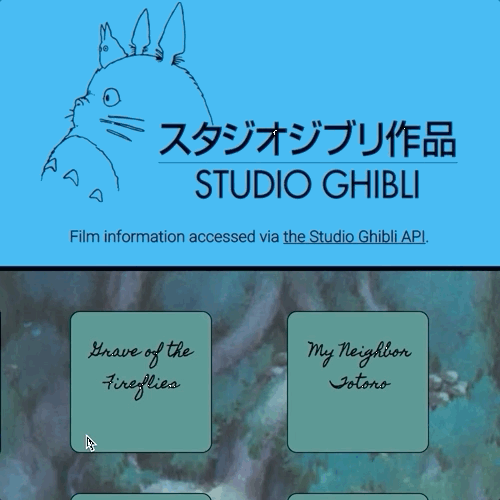 スタジオジブリ作品
STUDIO GHIBLI
Film information accessed via the Studio Ghibli API.
Grave of the
Fireflies
My Neighbor
Totoro